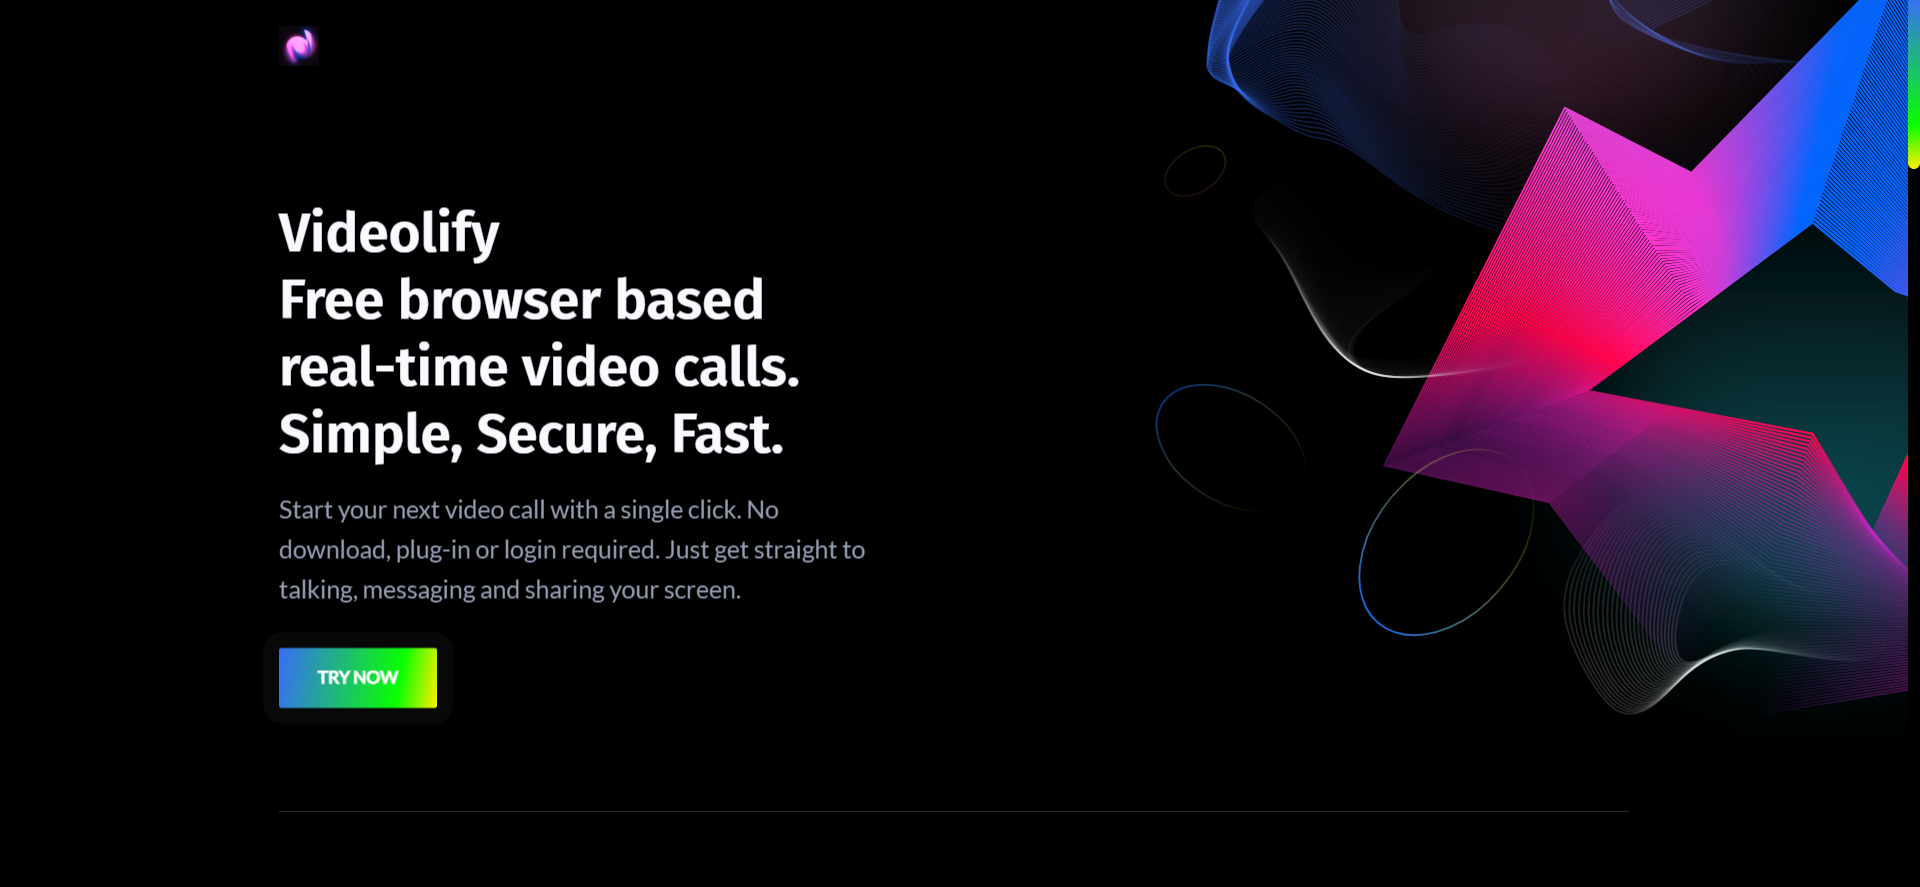 Videolify
Free browser based
real-time video calls.
Simple, Secure, Fast.
Start your next video call with a single click. No
download, plug-in or login required. Just get straight to
talking, messaging and sharing your screen.
TRY NOW